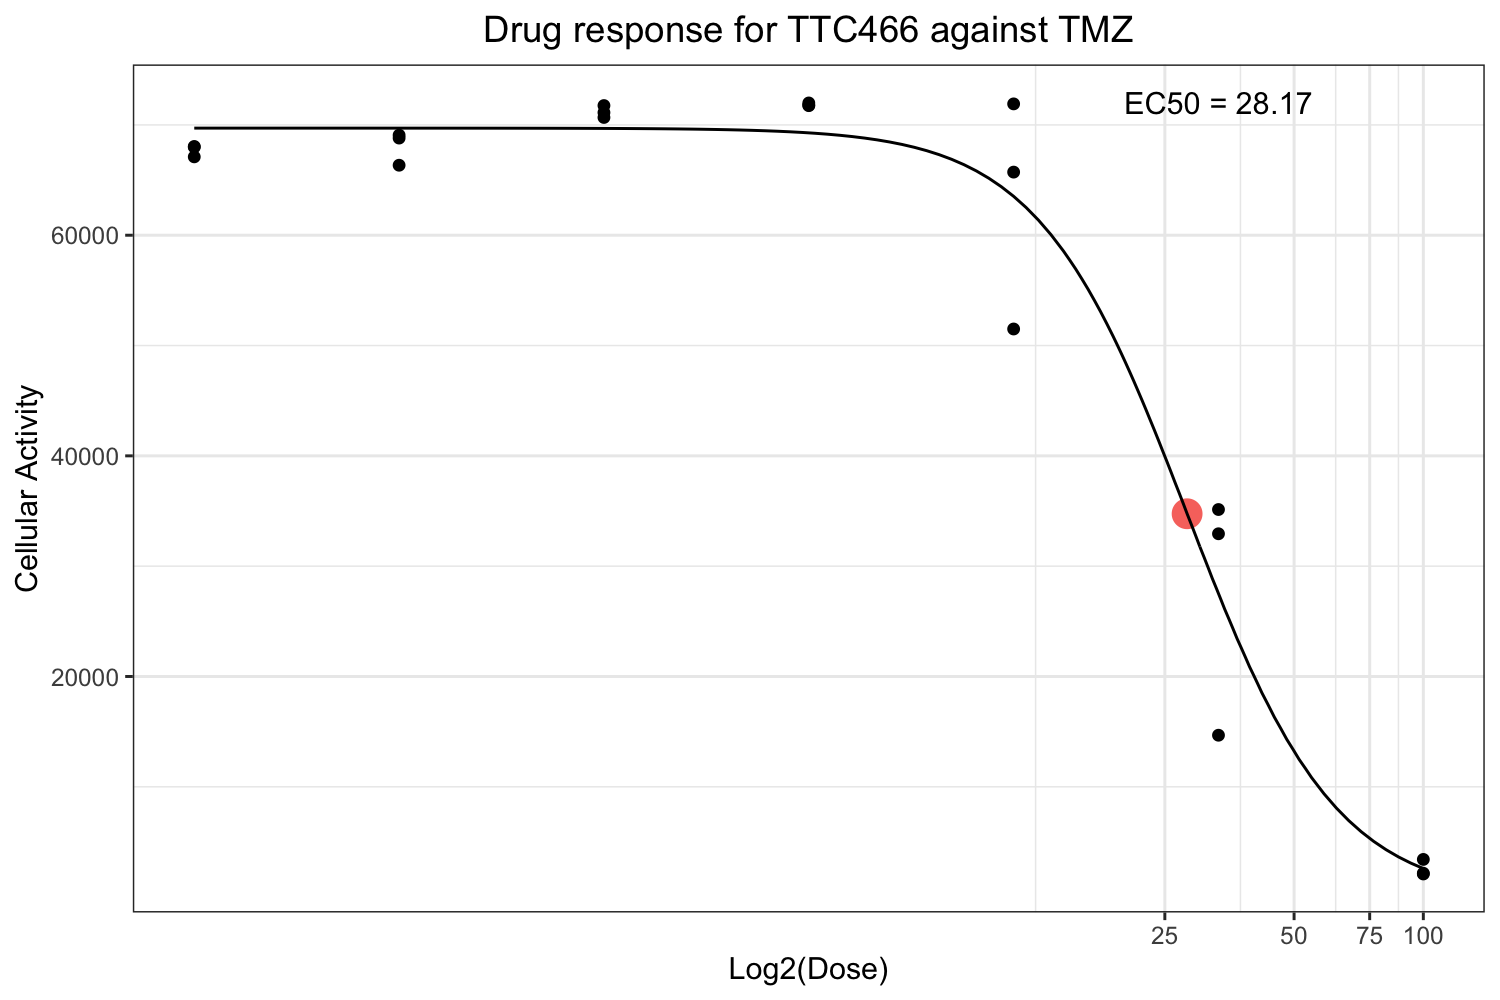 Drug response for TTC466 against TMZ
EC50 = 28.17
60000
40000
20000
Cellular Activity
25 50 75 100
Log2(Dose)